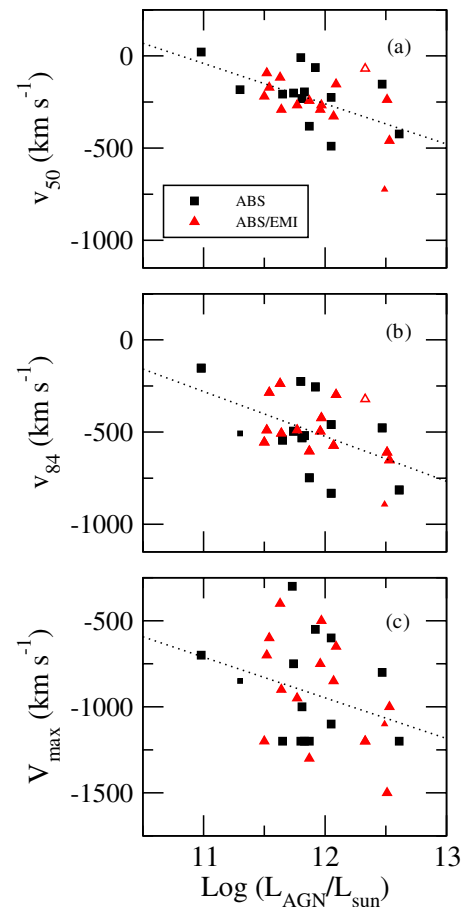 0
-500
-1000
v50 (km s-1)
(a)
ABS
ABS/EMI
0
-500
-1000
v84 (km s-1)
(b)
-500
-1000
-1500
Vmax (km s-1)
(c)
11 12 13
Log (LAGN/Lsun)